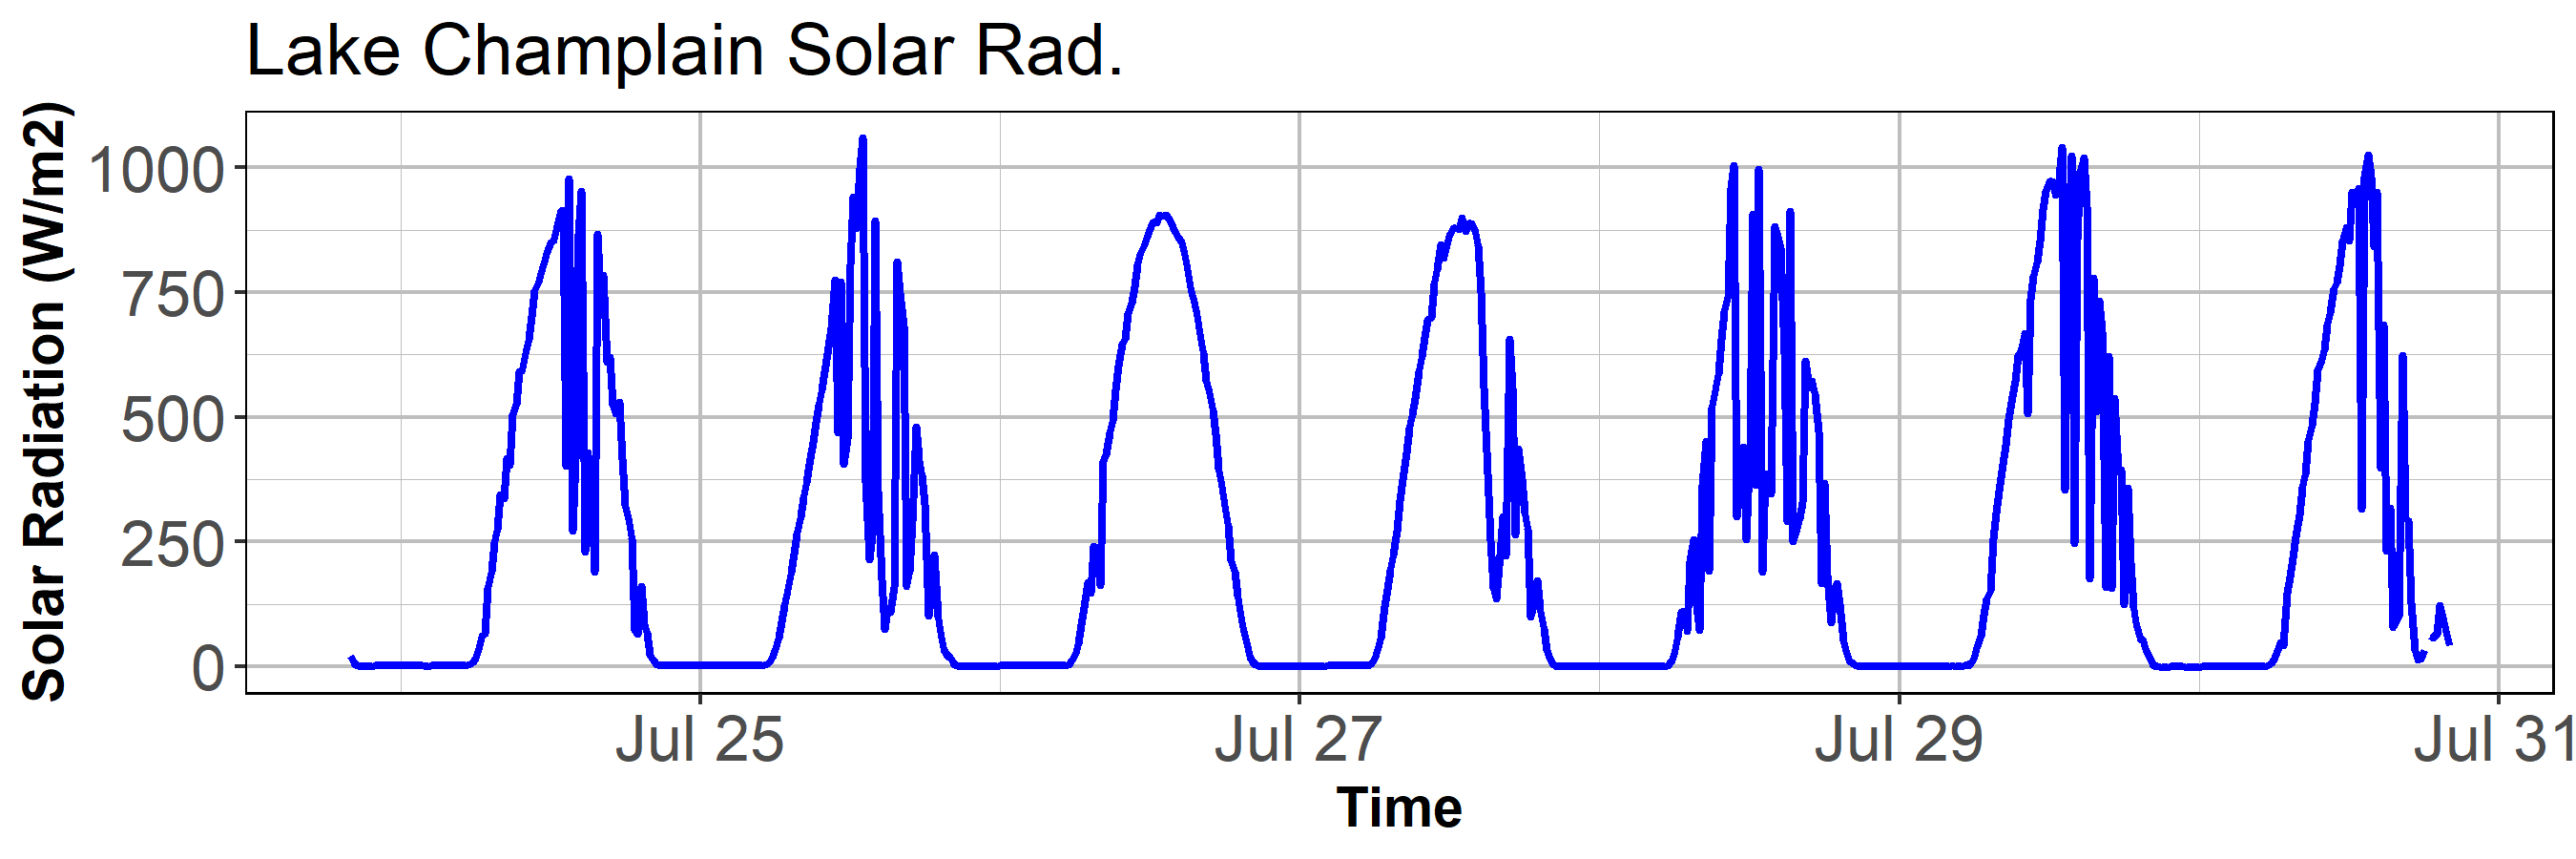 Lake Champlain Solar Rad.
Solar Radiation (W/m2)
1000
750
500
250
0
Jul 25
Jul 27
Jul 29
Jul 31
Time